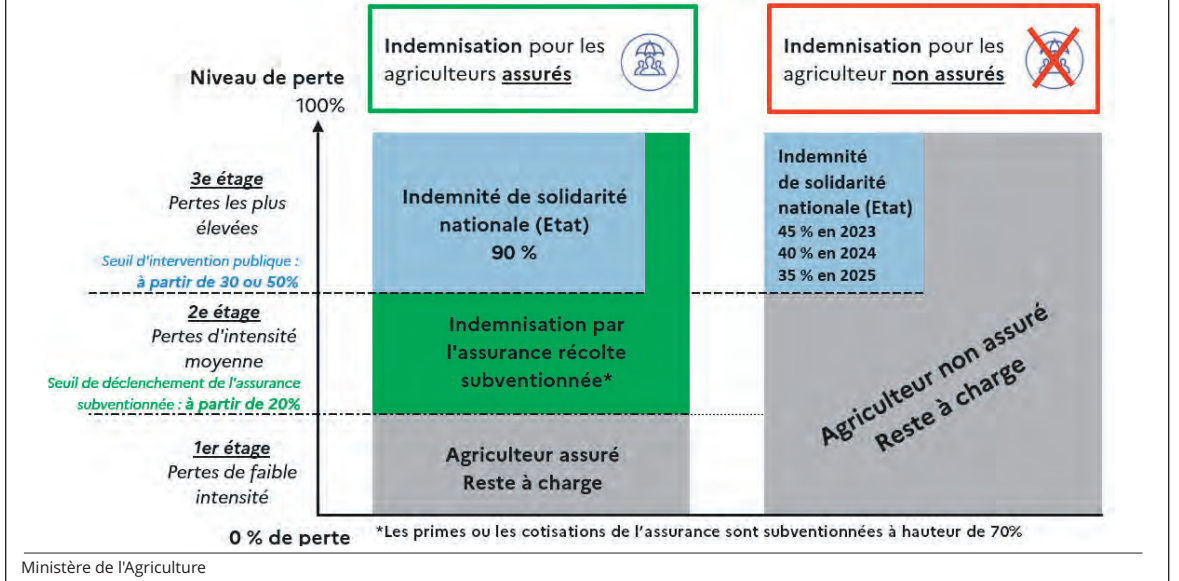 Indemnisation pour les
agriculteurs assurés
Indemnisation pour les
agriculteur non assurés
Niveau de perte
100%
3e étage
Pertes les plus
élevées
Seuil d'intervention publique :
à partir de 30 ou 50%
2e étage
Pertes d'intensité
moyenne
Seuil de déclenchement de l'assurance
subventionnée : à partir de 20%
1er étage
Pertes de faible
intensité
0 % de perte
Indemnité de solidarité
nationale (Etat)
90 %
Indemnisation par
l'assurance récolte
subventionnée*
Agriculteur assuré
Reste à charge
Indemnité
de solidarité
nationale (Etat)
45 % en 2023
40 % en 2024
35 % en 2025
Agriculteur non assuré
Reste à charge
*Les primes ou les cotisations de l'assurance sont subventionnées à hauteur de 70%
Ministère de l'Agriculture